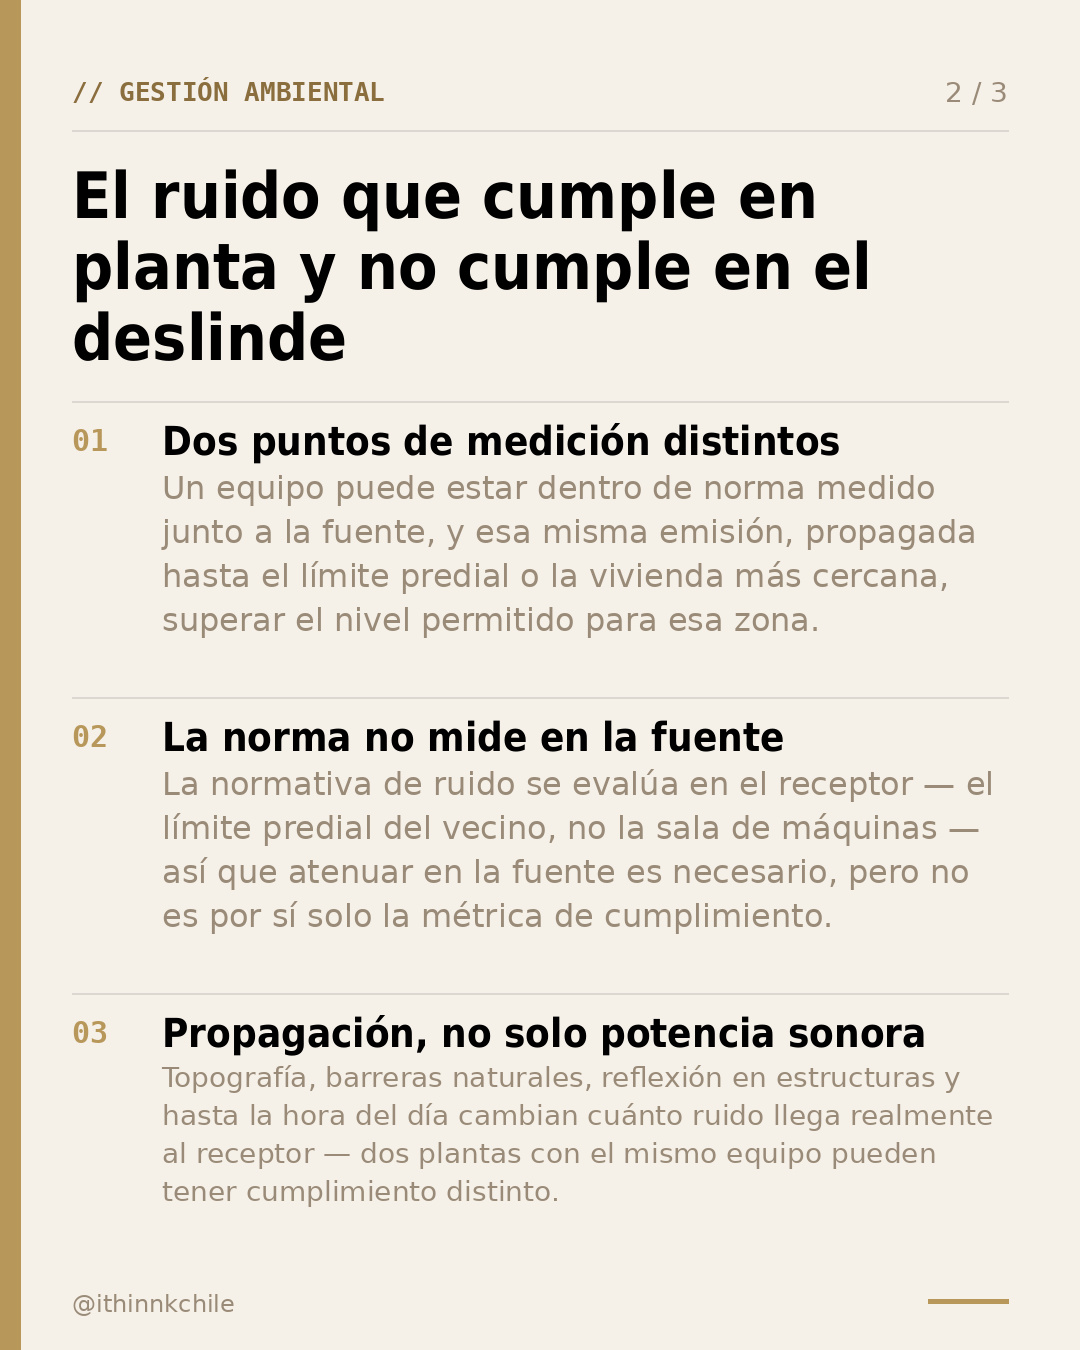 // GESTIÓN AMBIENTAL
2 / 3
El ruido que cumple en
planta y no cumple en el
deslinde
01
Dos puntos de medición distintos
Un equipo puede estar dentro de norma medido
junto a la fuente, y esa misma emisión, propagada
hasta el límite predial o la vivienda más cercana,
superar el nivel permitido para esa zona.
02
La norma no mide en la fuente
La normativa de ruido se evalúa en el receptor — el
límite predial del vecino, no la sala de máquinas —
así que atenuar en la fuente es necesario, pero no
es por sí solo la métrica de cumplimiento.
03
Propagación, no solo potencia sonora
Topografía, barreras naturales, reflexión en estructuras y
hasta la hora del día cambian cuánto ruido llega realmente
al receptor — dos plantas con el mismo equipo pueden
tener cumplimiento distinto.
@ithinnkchile